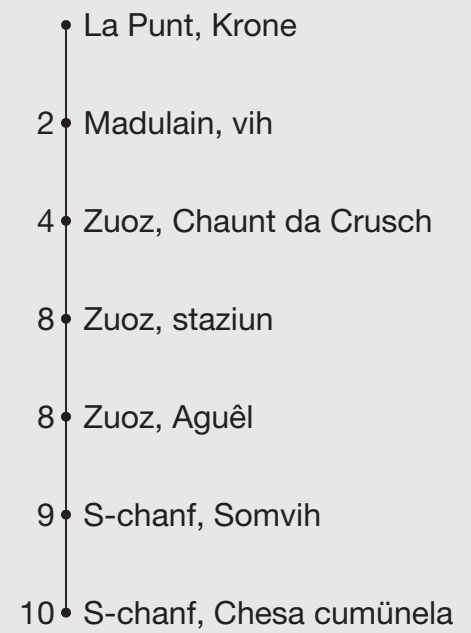 La Punt, Krone
2 Madulain, vih
4 Zuoz, Chaunt da Crusch
8 Zuoz, staziun
8 Zuoz, Aguêl
9 S-chanf, Somvih
10 S-chanf, Chesa cumünela